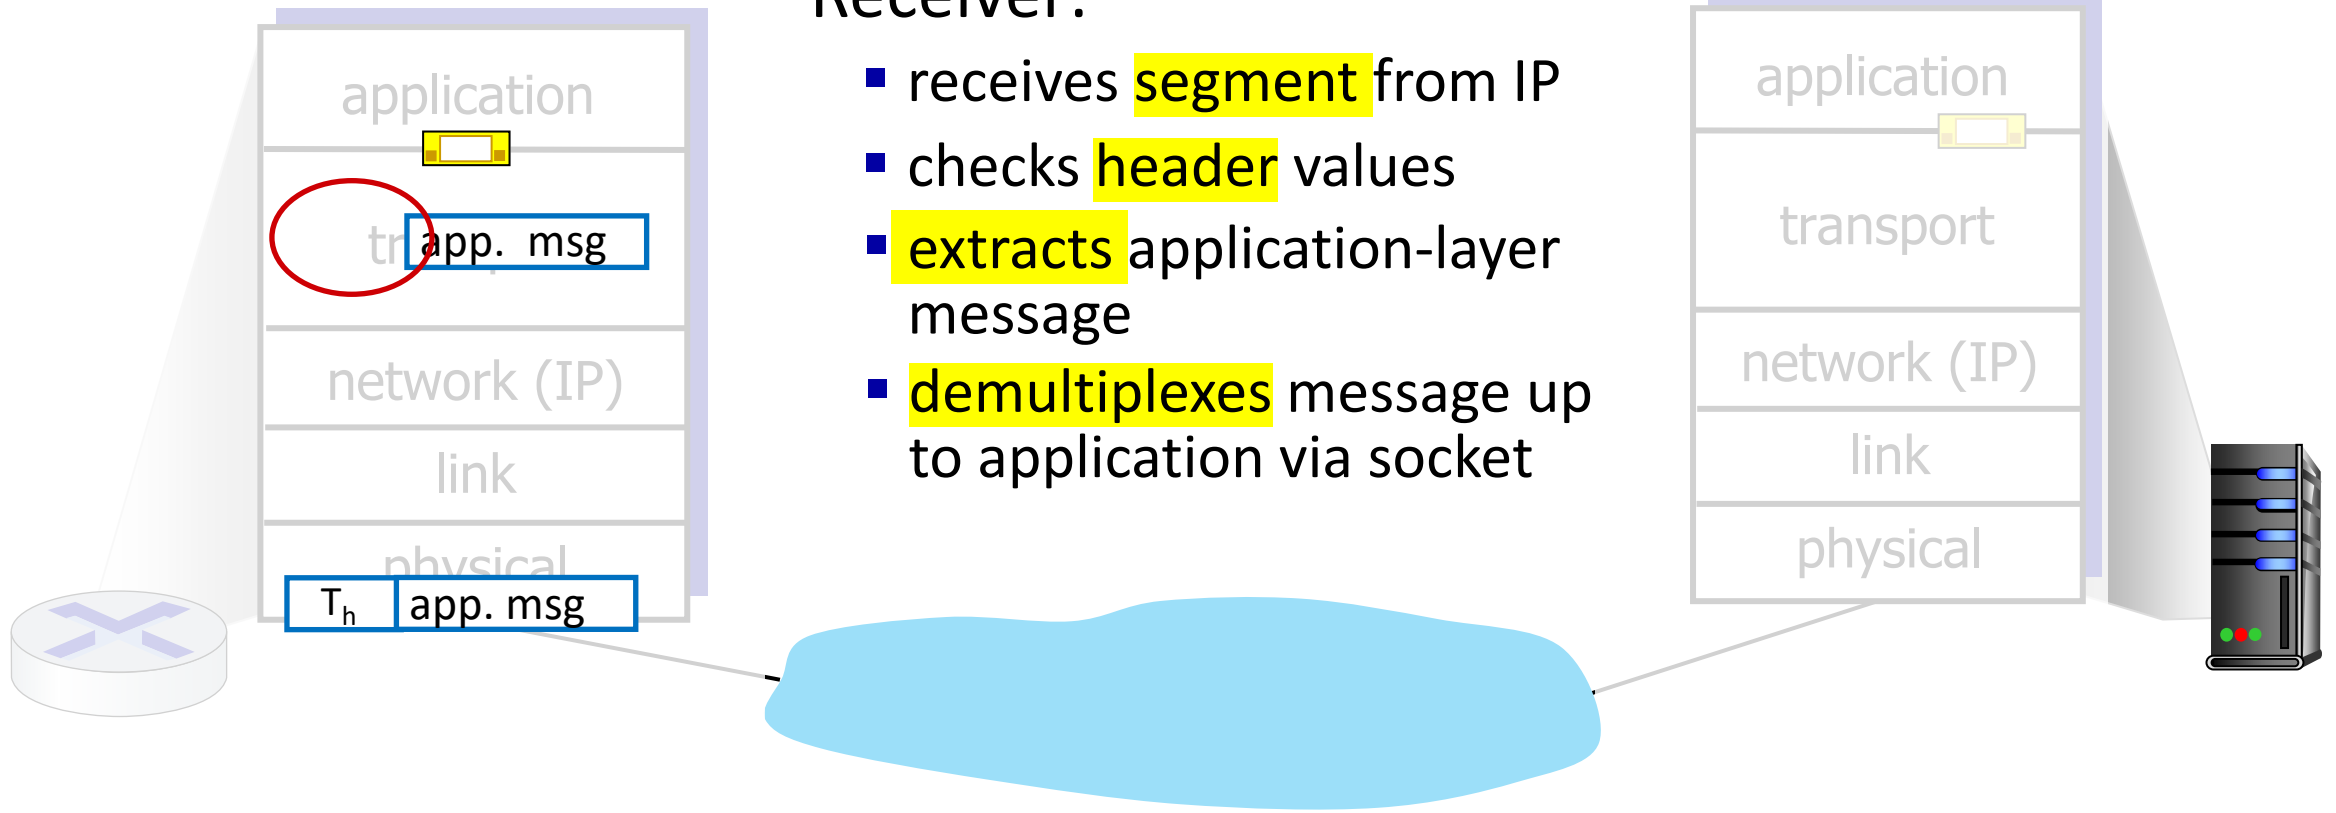 Receiver:
receives segment from IP
checks header values
extracts application-layer
message
demultiplexes message up
to application via socket
application
app. msg
network (IP)
link
physical
Th app. msg
application
transport
network (IP)
link
physical